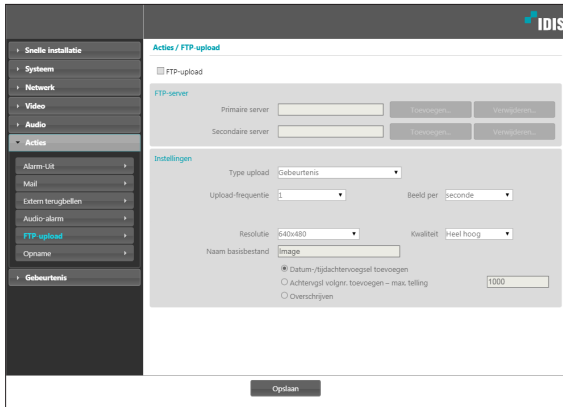 IDIS
Snelle installatie
Systeem
Netwerk
Video
Audio
Acties
Alarm-Uit
Mail
Extern terugbellen
Audio-alarm
FTP-upload
Opname
Gebeurtenis
Acties / FTP-upload
FTP-upload
FTP-server
Primaire server Toevoegen... Verwijderen...
Secondaire server Toevoegen... Verwijderen...
Instellingen
Type upload Gebeurtenis
Upload-frequentie 1 Beeld per seconde
Resolutie 640x480 Kwaliteit Heel hoog
Naam basisbestand Image
Datum-/tijdachtervoegsel toevoegen
Achtervgsl volgnr. toevoegen – max. telling 1000
Overschrijven
Opslaan